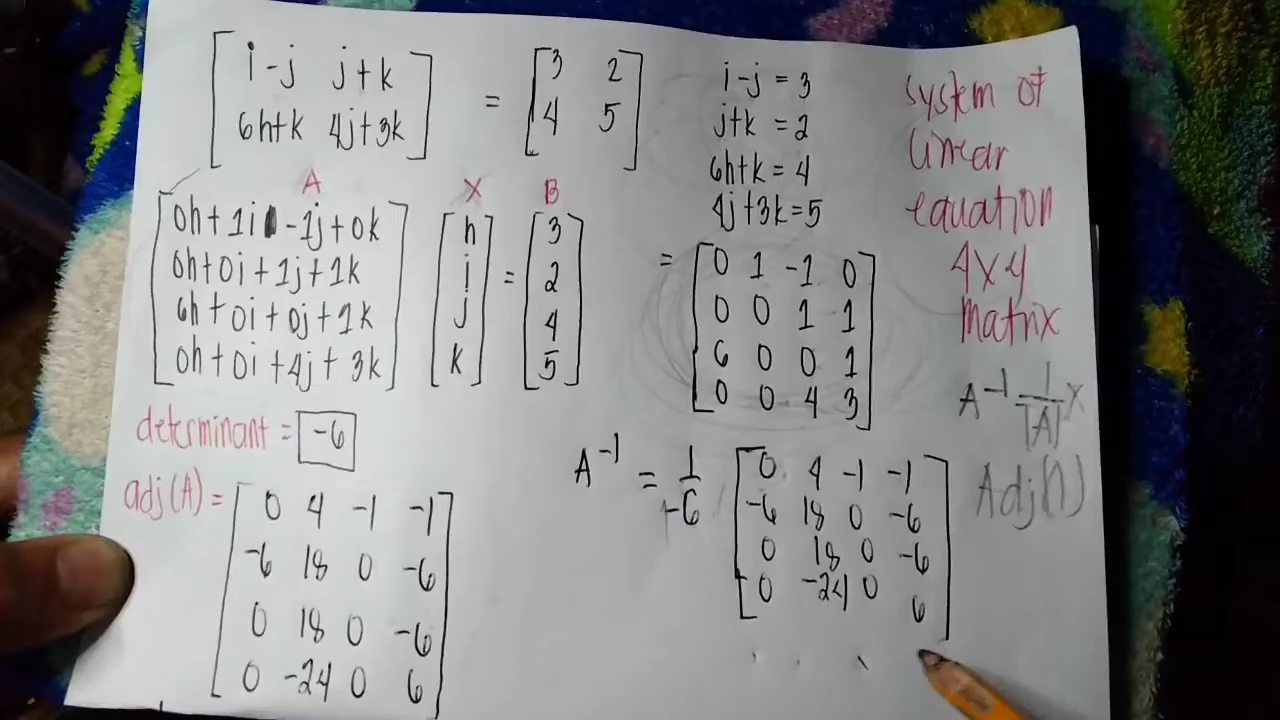 i-j j+k = 3 2
6h+k 4j+3k 4 5
i-j = 3
j+k = 2
6h+k = 4
4j+3k=5
system of
linear
equation
4x4
matrix
A X B
0h+1i -1j+0k h 3
0h+0i+1j+1k i = 2
6h+0i+0j+1k j 4
0h+0i+4j+3k k 5
= 0 1 -1 0
0 0 1 1
6 0 0 1
0 0 4 3
determinant = -6
adj(A) = 0 4 -1 -1
-6 18 0 -6
0 18 0 -6
0 -24 0 6
A⁻¹ = 1/-6 0 4 -1 -1
-6 18 0 -6
0 18 0 -6
0 -24 0 6
A⁻¹ 1/|A| x